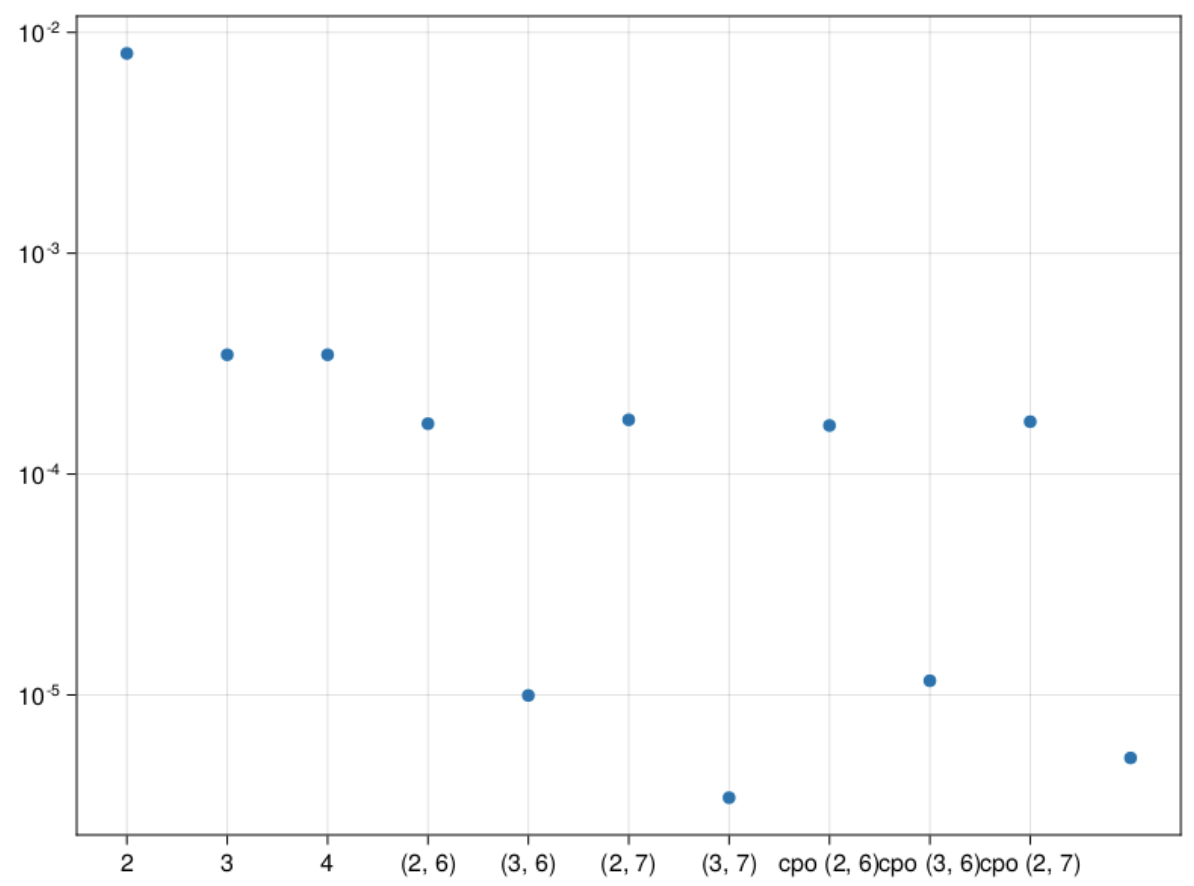 10-2
10-3
10-4
10-5
2 3 4 (2, 6) (3, 6) (2, 7) (3, 7) cpo (2, 6) cpo (3, 6) cpo (2, 7)